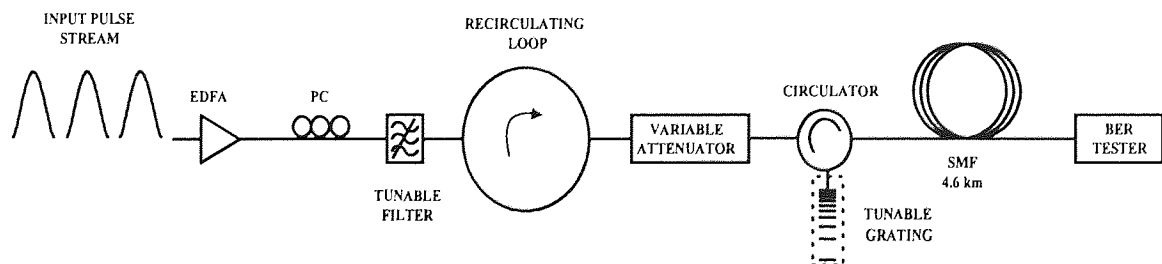 INPUT PULSE
STREAM
EDFA
PC
TUNABLE
FILTER
RECIRCULATING
LOOP
VARIABLE
ATTENUATOR
CIRCULATOR
TUNABLE
GRATING
SMF
4.6 km
BER
TESTER